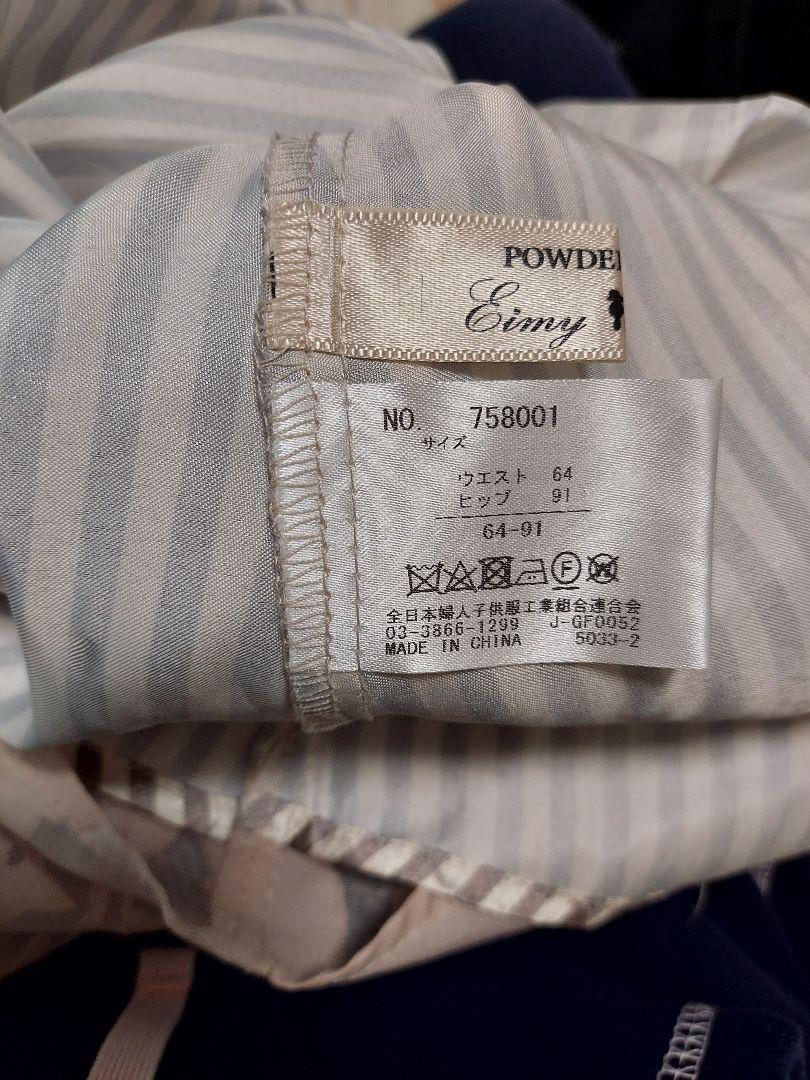 POWDE
Eimy
NO. 758001
サイズ
ウエスト 64
ヒップ 91
64-91
F
全日本婦人子供服工業組合連合会
03-3866-1299 J-GF0052
MADE IN CHINA 5033-2